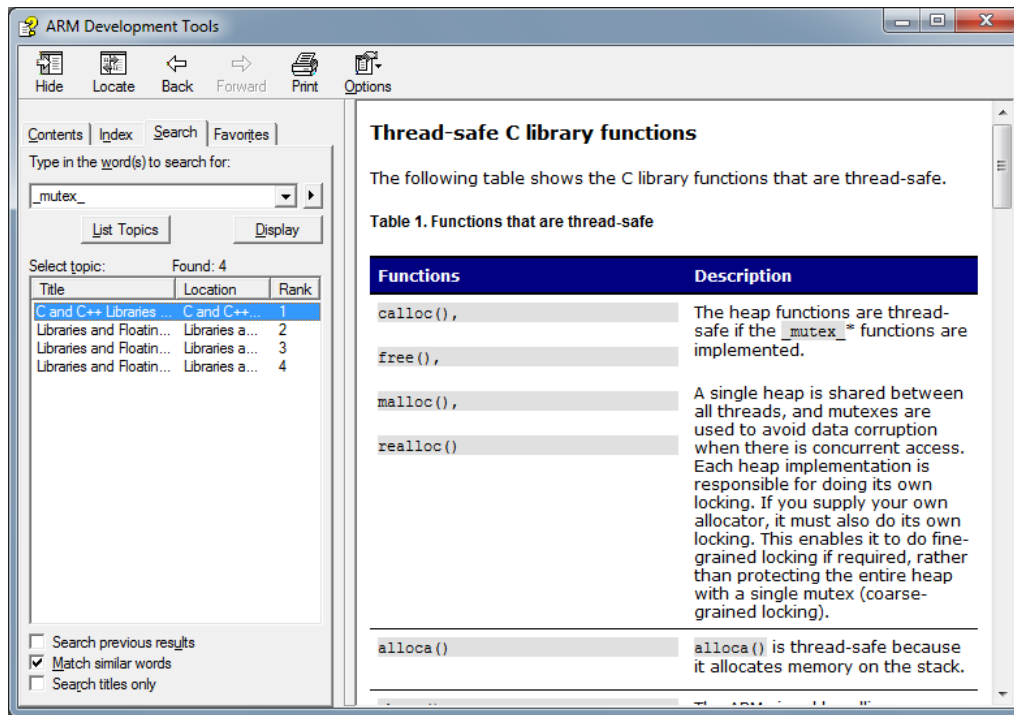 ARM Development Tools
Hide Locate Back Forward Print Options
Contents Index Search Favorites
Type in the word(s) to search for:
_mutex_
List Topics Display
Select topic: Found: 4
Title Location Rank
C and C++ Libraries ... C and C++... 1
Libraries and Floatin... Libraries a... 2
Libraries and Floatin... Libraries a... 3
Libraries and Floatin... Libraries a... 4
Search previous results
Match similar words
Search titles only
Thread-safe C library functions
The following table shows the C library functions that are thread-safe.
Table 1. Functions that are thread-safe
Functions Description
calloc(),
free(),
malloc(),
realloc()
The heap functions are thread-
safe if the _mutex_* functions are
implemented.
A single heap is shared between
all threads, and mutexes are
used to avoid data corruption
when there is concurrent access.
Each heap implementation is
responsible for doing its own
locking. If you supply your own
allocator, it must also do its own
locking. This enables it to do fine-
grained locking if required, rather
than protecting the entire heap
with a single mutex (coarse-
grained locking).
alloca()
alloca() is thread-safe because
it allocates memory on the stack.